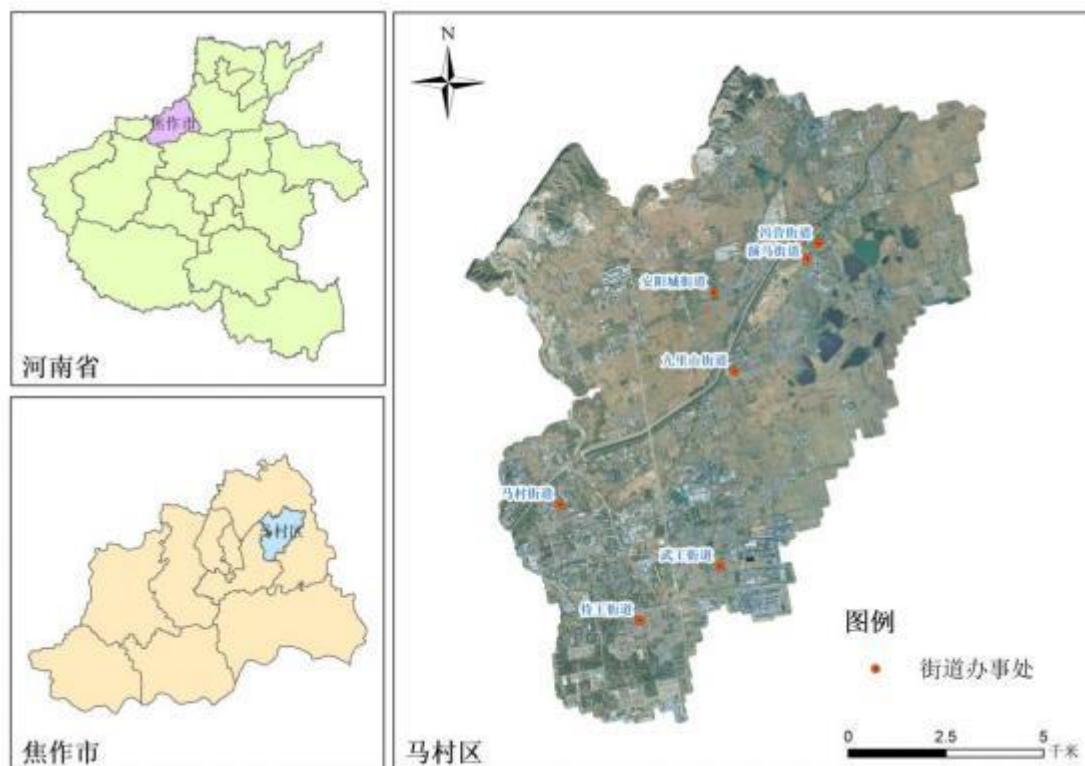 焦作市
河南省
马村区
焦作市
N
冯营街道
演马街道
安阳城街道
九里山街道
马村街道
武王街道
待王街道
图例
街道办事处
0 2.5 5
千米
马村区